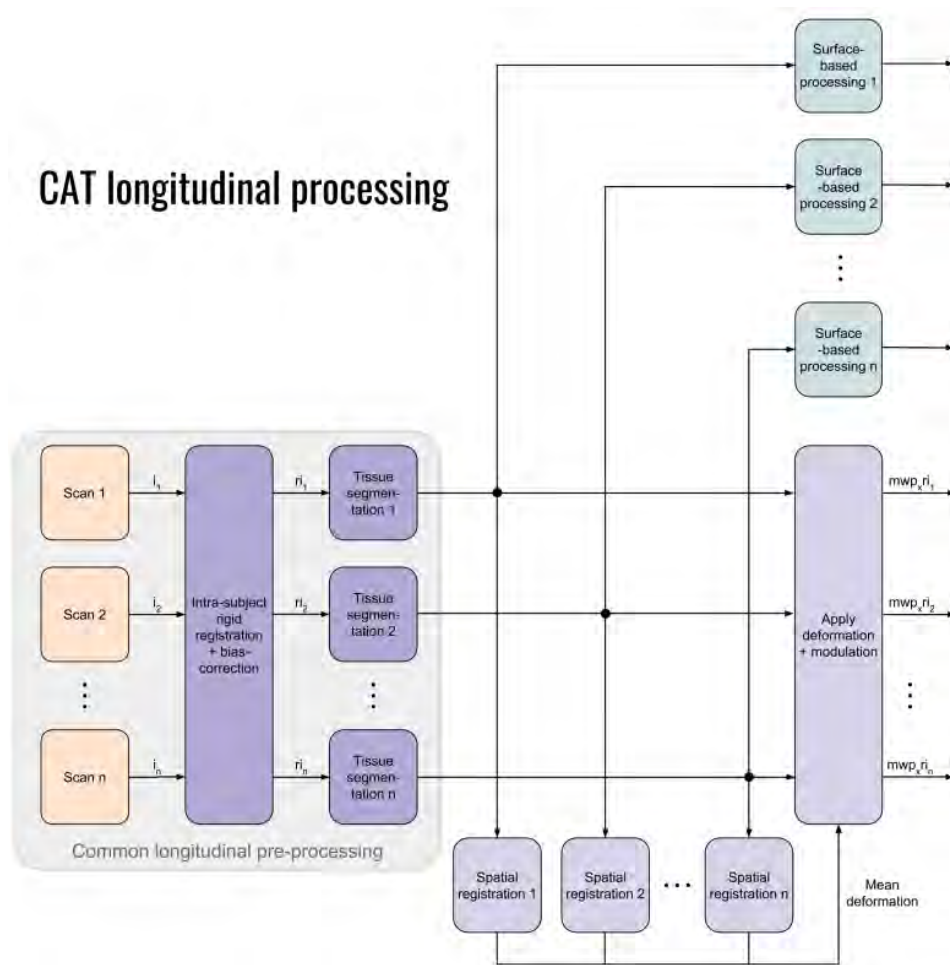 Surface-
based
processing 1
CAT longitudinal processing
Surface
-based
processing 2
Surface
-based
processing n
Scan 1
i₁
ri₁
Tissue
segmen-
tation 1
mwpₓri₁
Scan 2
i₂
Intra-subject
rigid
registration
+ bias-
correction
ri₂
Tissue
segmen-
tation 2
Apply
deformation
+ modulation
mwpₓri₂
Scan n
iₙ
riₙ
Tissue
segmen-
tation n
mwpₓriₙ
Common longitudinal pre-processing
Spatial
registration 1
Spatial
registration 2
Spatial
registration n
Mean
deformation